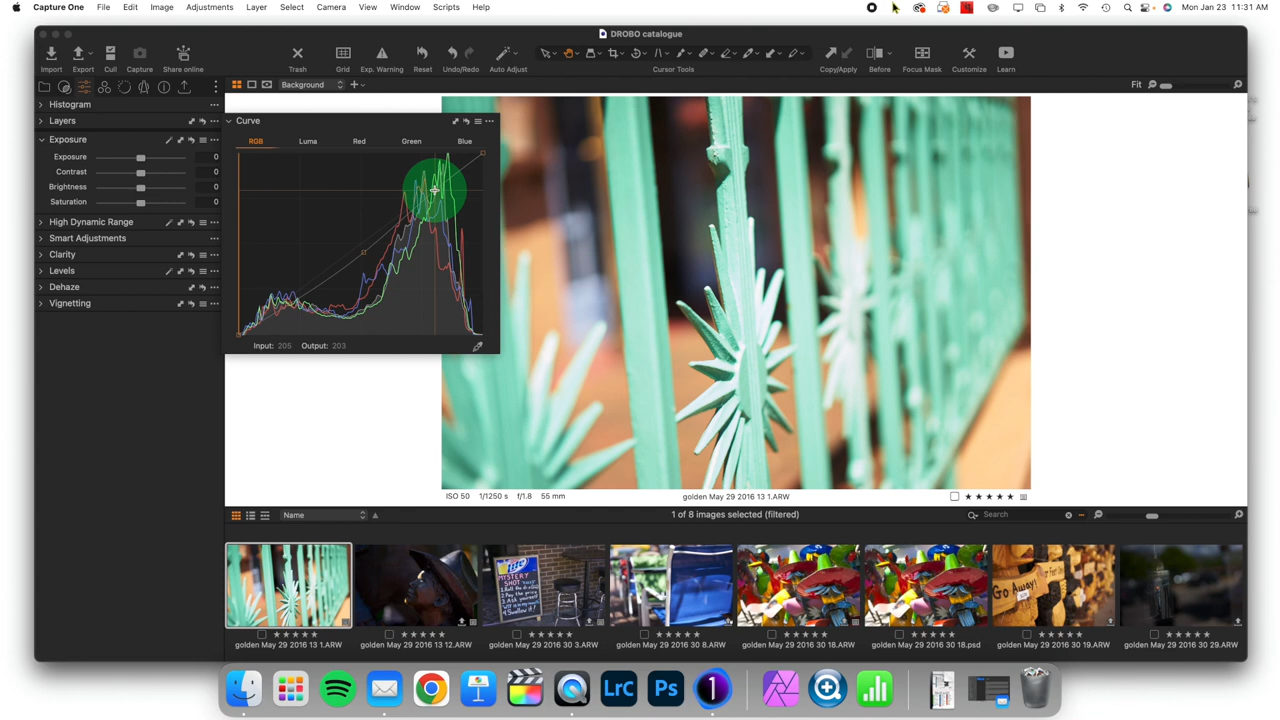 Capture One File Edit Image Adjustments Layer Select Camera View Window Scripts Help Mon Jan 23 11:31 AM
DROBO catalogue
Import Export Cull Capture Share online Trash Grid Exp. Warning Reset Undo/Redo Auto Adjust Cursor Tools Copy/Apply Before Focus Mask Customize Learn
Background Fit
Histogram
Layers
Exposure
Exposure 0
Contrast 0
Brightness 0
Saturation 0
High Dynamic Range
Smart Adjustments
Clarity
Levels
Dehaze
Vignetting
Curve
RGB Luma Red Green Blue
Input: 205 Output: 203
ISO 50 1/1250 s f/1.8 55 mm golden May 29 2016 13 1.ARW
Name 1 of 8 images selected (filtered) Search
MYSTERY
SHOT
Go Away!
golden May 29 2016 13 1.ARW golden May 29 2016 13 12.ARW golden May 29 2016 30 3.ARW golden May 29 2016 30 8.ARW golden May 29 2016 30 18.ARW golden May 29 2016 30 18.psd golden May 29 2016 30 19.ARW golden May 29 2016 30 29.ARW
LrC Ps 1